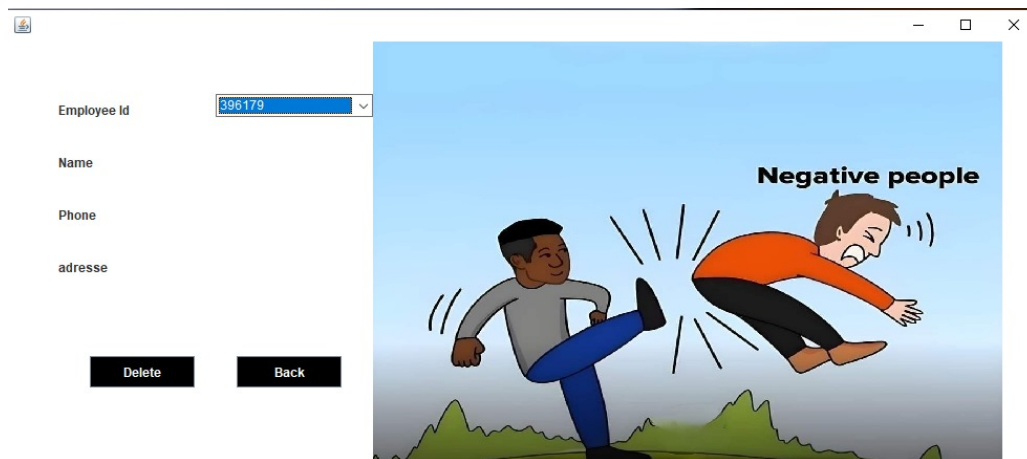 Employee Id
396179
Name
Phone
adresse
Delete
Back
Negative people